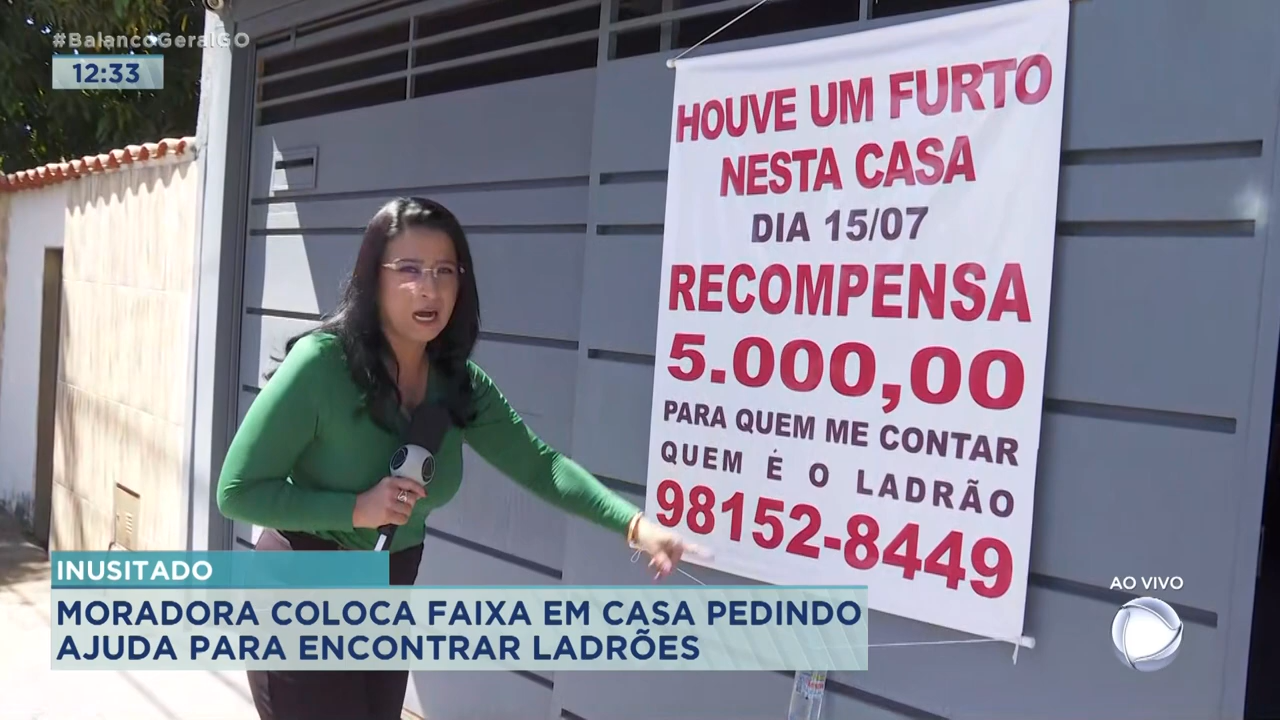 #BalancoGeralGO
12:33
HOUVE UM FURTO
NESTA CASA
DIA 15/07
RECOMPENSA
5.000,00
PARA QUEM ME CONTAR
QUEM É O LADRÃO
98152-8449
INUSITADO
MORADORA COLOCA FAIXA EM CASA PEDINDO
AJUDA PARA ENCONTRAR LADRÕES
AO VIVO